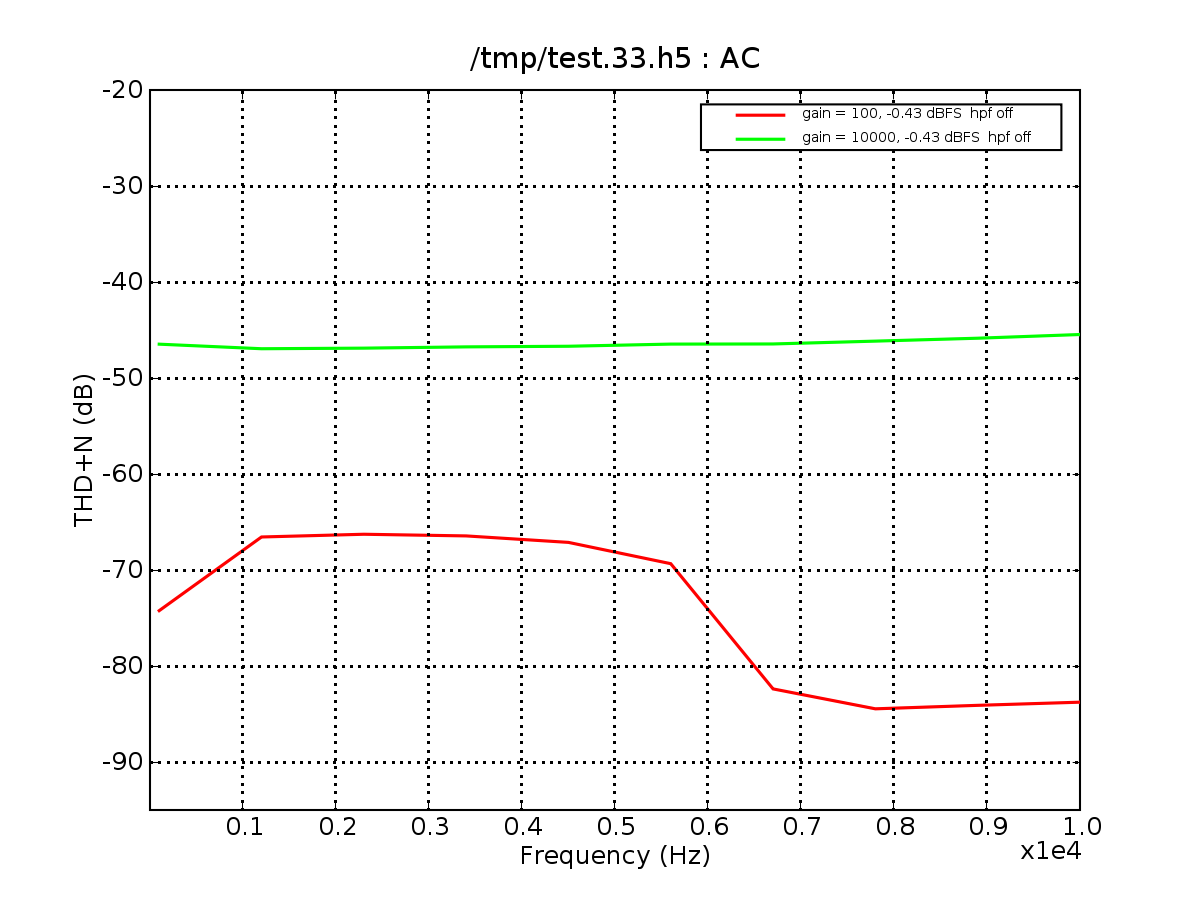 /tmp/test.33.h5 : AC
gain = 100, -0.43 dBFS  hpf off
gain = 10000, -0.43 dBFS  hpf off
-20
-30
-40
-50
-60
-70
-80
-90
THD+N (dB)
0.1 0.2 0.3 0.4 0.5 0.6 0.7 0.8 0.9 1.0
x1e4
Frequency (Hz)